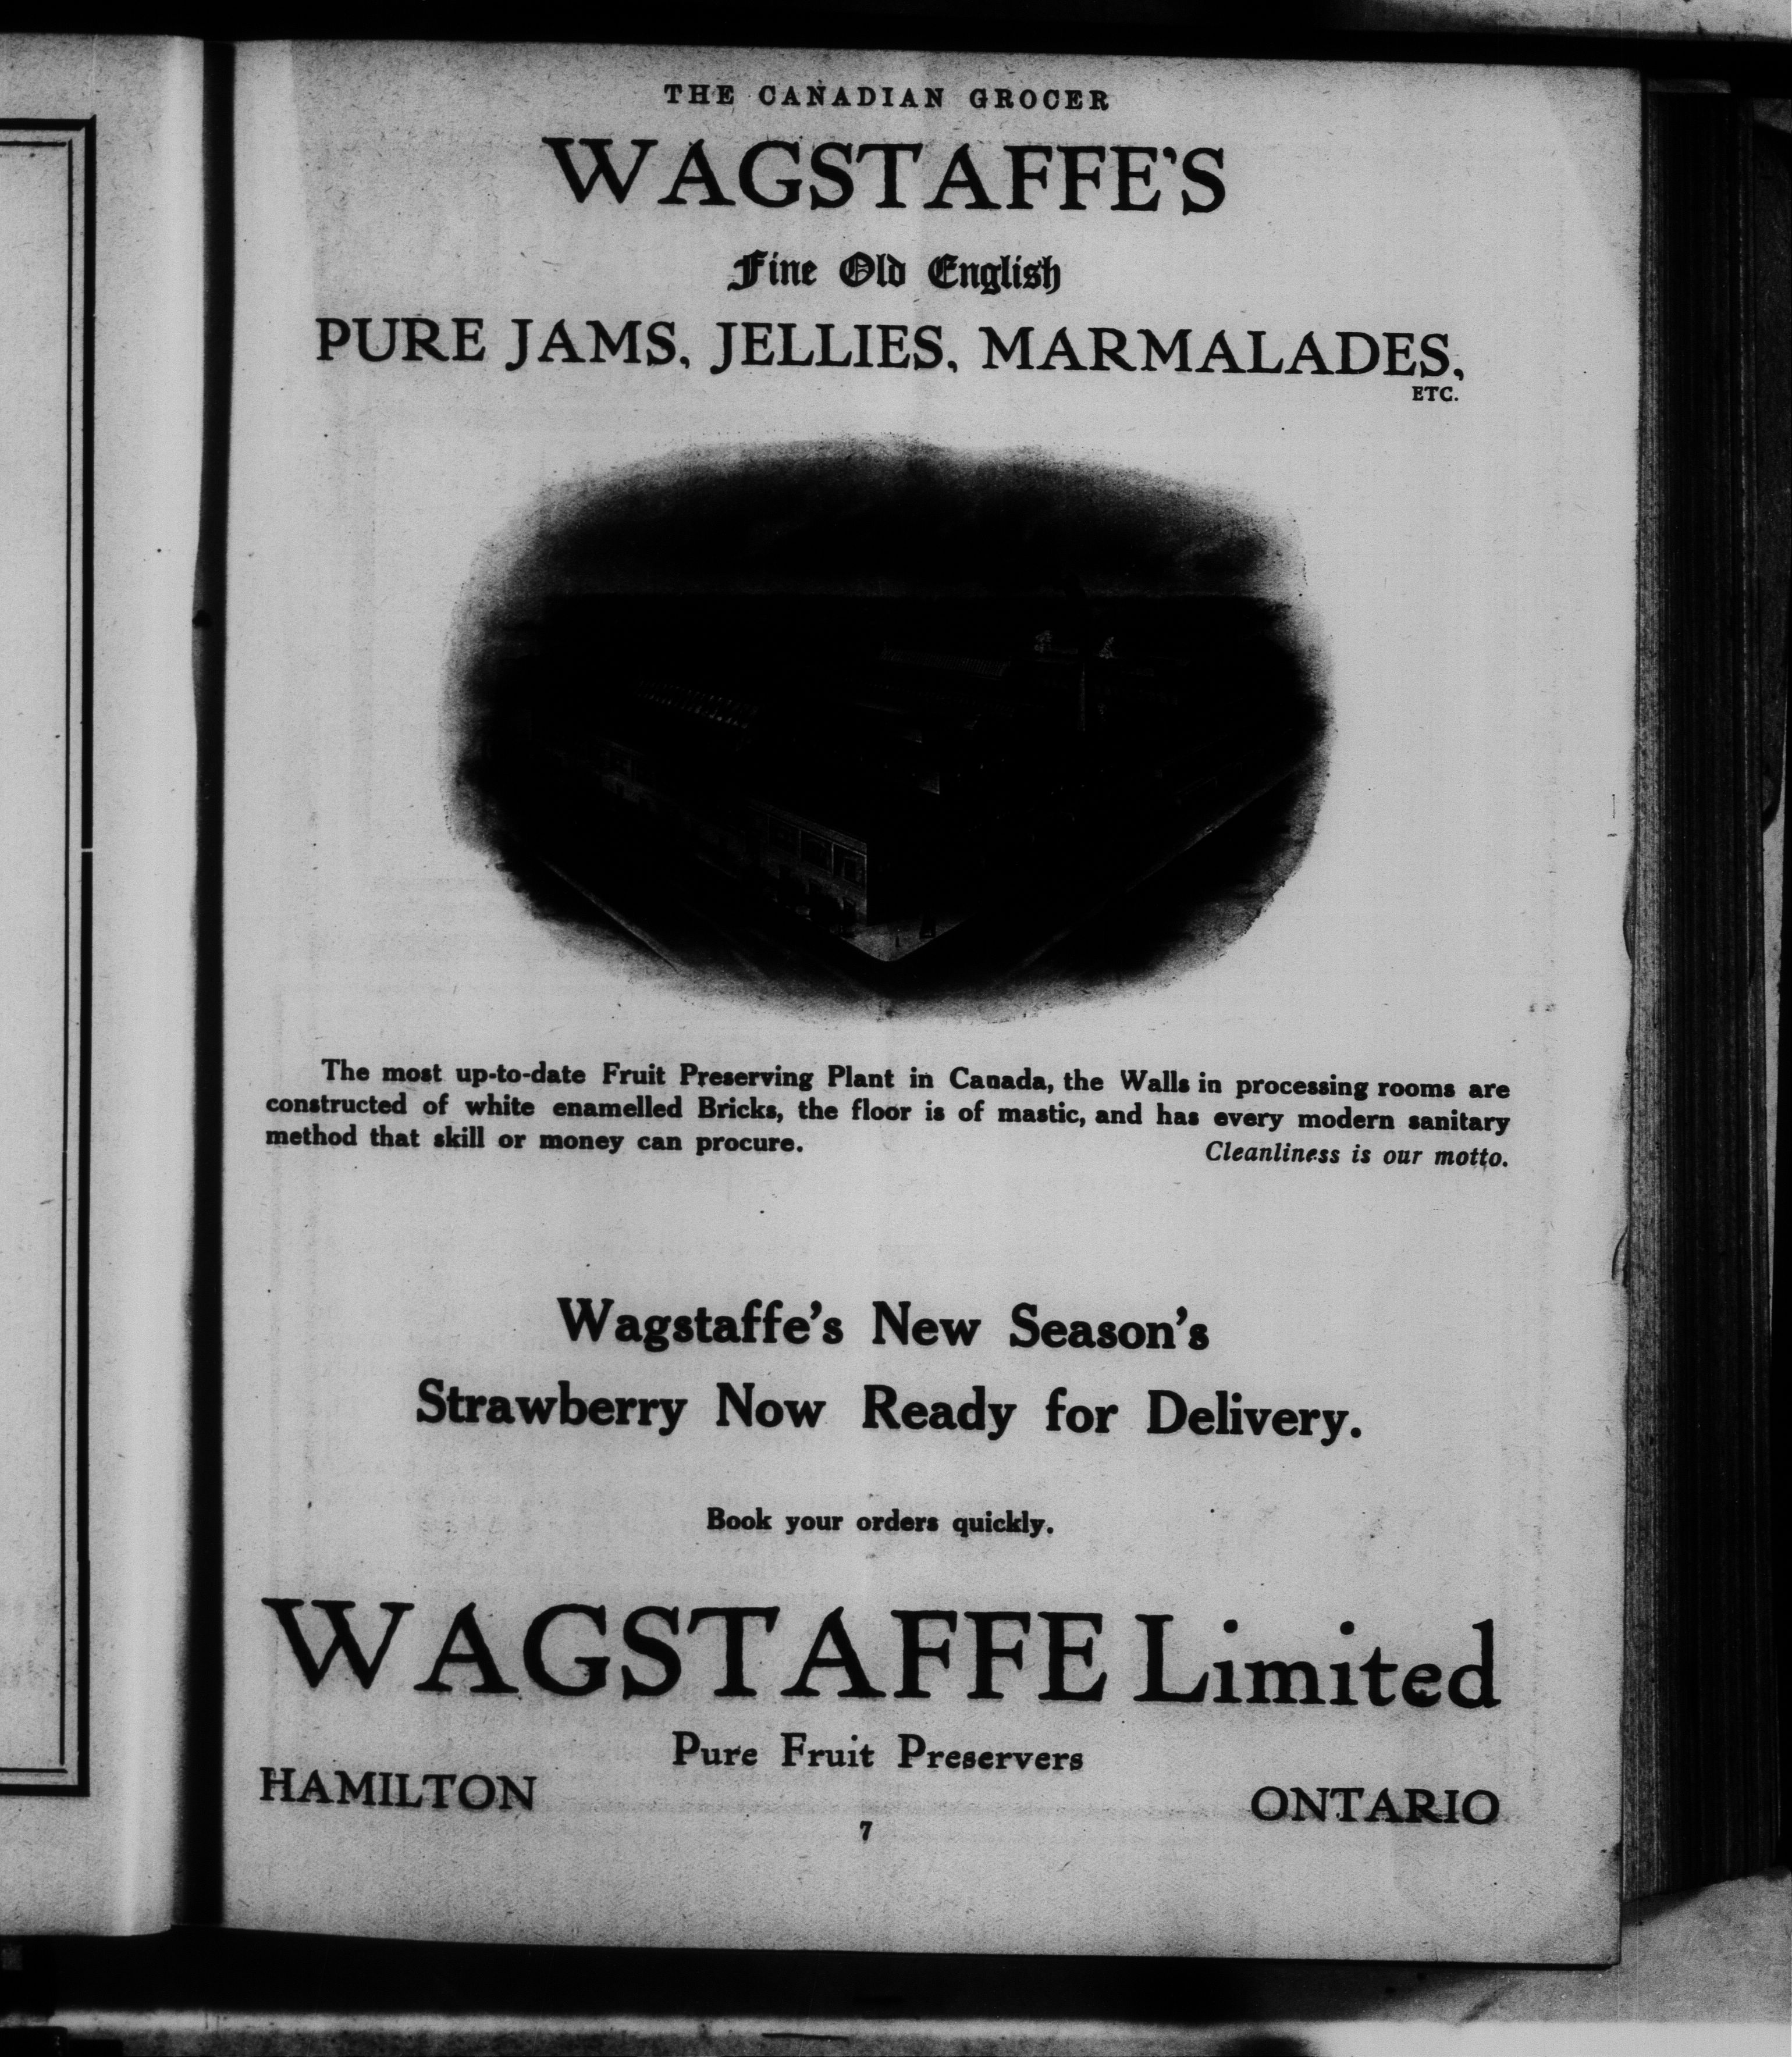 THE CANADIAN GROCER
WAGSTAFFE'S
Fine Old English
PURE JAMS, JELLIES, MARMALADES,
ETC.
The most up-to-date Fruit Preserving Plant in Canada, the Walls in processing rooms are
constructed of white enamelled Bricks, the floor is of mastic, and has every modern sanitary
method that skill or money can procure. Cleanliness is our motto.
Wagstaffe's New Season's
Strawberry Now Ready for Delivery.
Book your orders quickly.
WAGSTAFFE Limited
Pure Fruit Preservers
HAMILTON ONTARIO
7